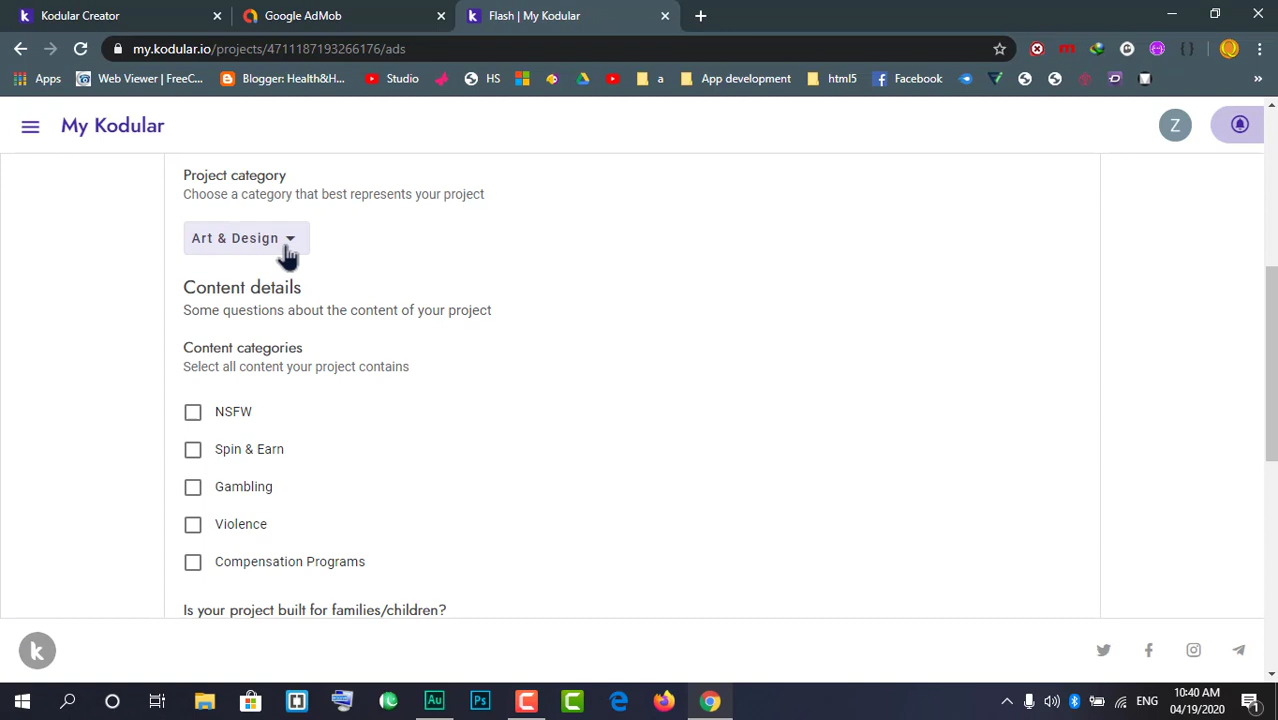 Kodular Creator
Google AdMob
Flash | My Kodular
my.kodular.io/projects/4711187193266176/ads
Apps
Web Viewer | FreeC...
Blogger: Health&H...
Studio
HS
a
App development
html5
Facebook
My Kodular
Z
Project category
Choose a category that best represents your project
Art & Design
Content details
Some questions about the content of your project
Content categories
Select all content your project contains
NSFW
Spin & Earn
Gambling
Violence
Compensation Programs
Is your project built for families/children?
k
Au
Ps
ENG
10:40 AM
04/19/2020